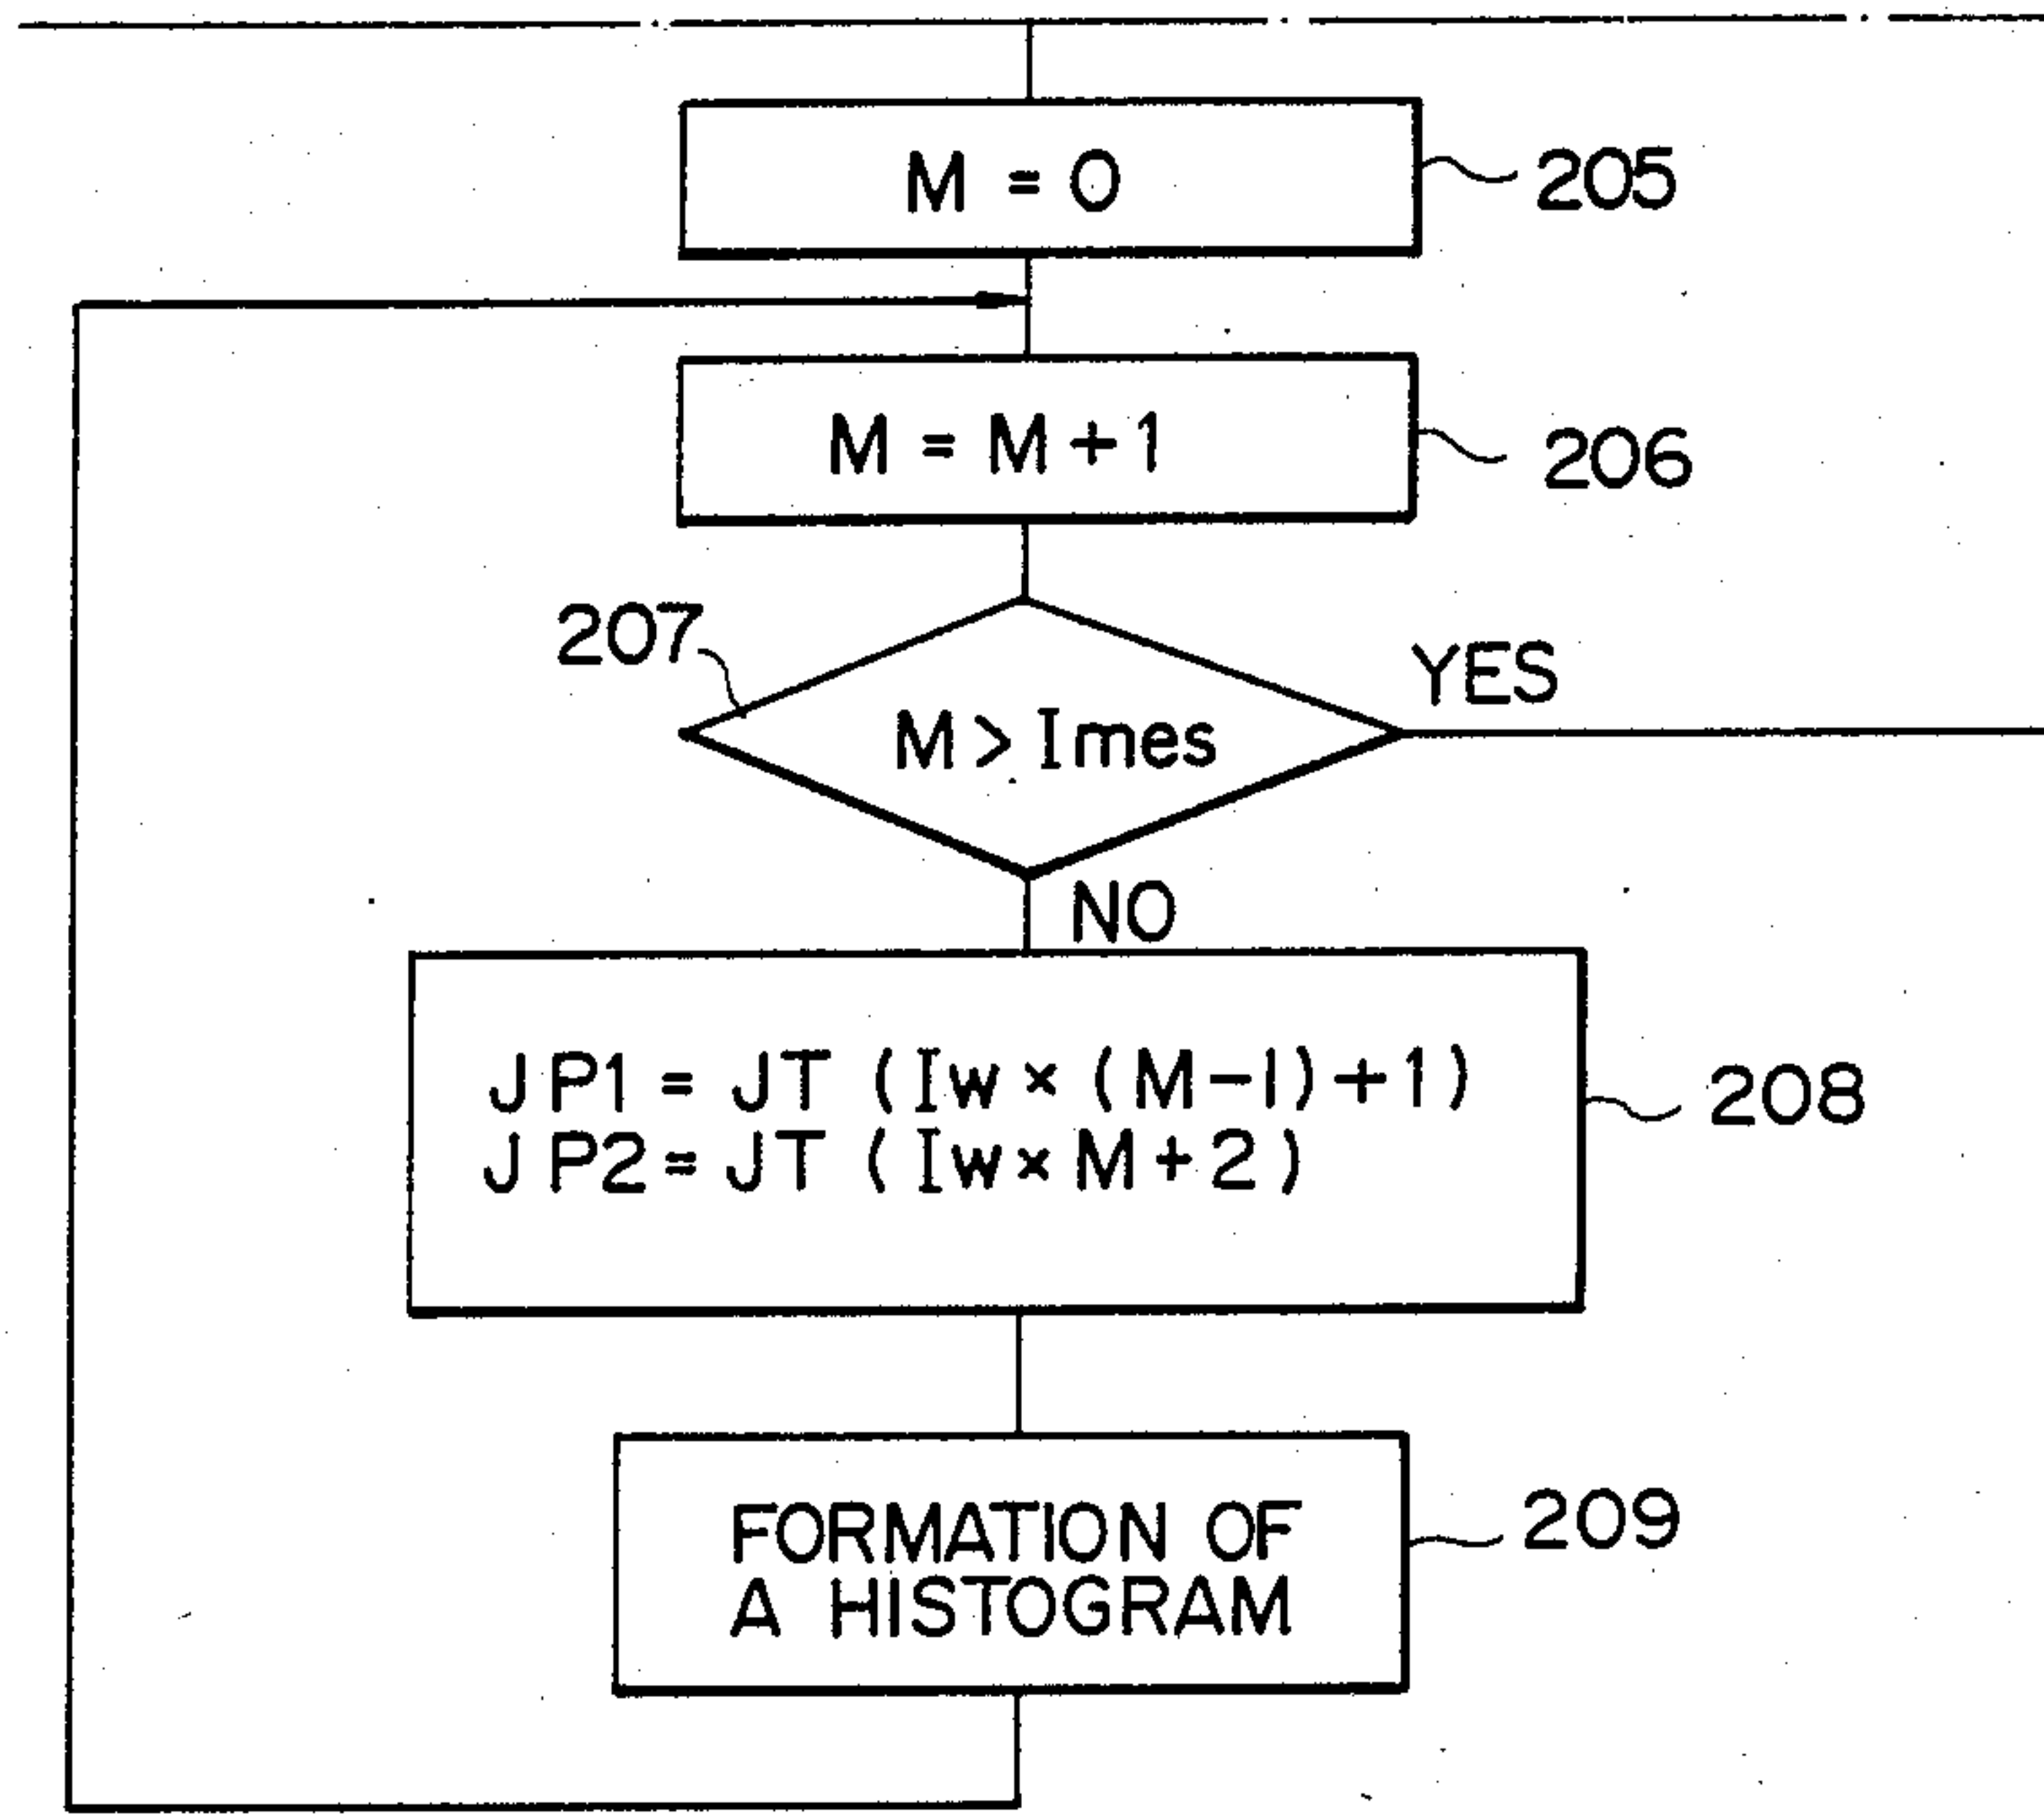 M = 0
205
M = M + 1
206
207
M > Imes
YES
NO
JP1 = JT (Iw × (M-1)+1)
JP2 = JT (Iw × M+2)
208
FORMATION OF
A HISTOGRAM
209